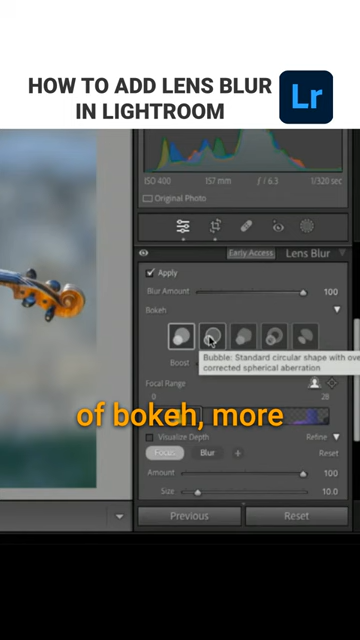 HOW TO ADD LENS BLUR
IN LIGHTROOM
Lr
ISO 400 157 mm ƒ / 6.3 1/320 sec
Original Photo
Early Access Lens Blur
Apply
Blur Amount 100
Bokeh
Bubble: Standard circular shape with ove
corrected spherical aberration
Boost
Focal Range
0 28
of bokeh, more
Visualize Depth Refine
Focus Blur + Reset
Amount 100
Size 10.0
Previous Reset